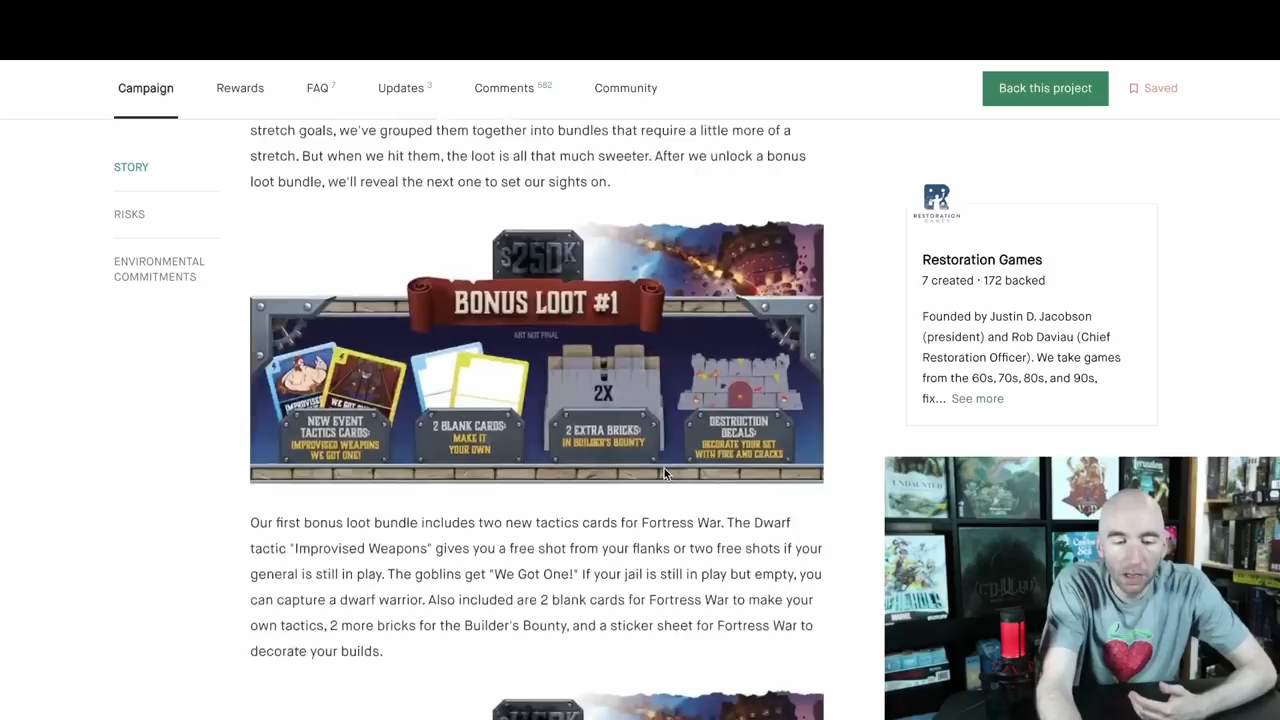 Campaign
Rewards
FAQ 7
Updates 3
Comments 582
Community
Back this project
Saved
STORY
RISKS
ENVIRONMENTAL
COMMITMENTS
stretch goals, we've grouped them together into bundles that require a little more of a
stretch. But when we hit them, the loot is all that much sweeter. After we unlock a bonus
loot bundle, we'll reveal the next one to set our sights on.
$250K
BONUS LOOT #1
ART NOT FINAL
IMPROVISED
WE GOT
NEW EVENT
TACTICS CARDS:
IMPROVISED WEAPONS
WE GOT ONE!
2 BLANK CARDS:
MAKE IT
YOUR OWN
2X
2 EXTRA BRICKS:
IN BUILDER'S BOUNTY
DESTRUCTION
DECALS:
DECORATE YOUR SET
WITH FIRE AND CRACKS
Our first bonus loot bundle includes two new tactics cards for Fortress War. The Dwarf
tactic "Improvised Weapons" gives you a free shot from your flanks or two free shots if your
general is still in play. The goblins get "We Got One!" If your jail is still in play but empty, you
can capture a dwarf warrior. Also included are 2 blank cards for Fortress War to make your
own tactics, 2 more bricks for the Builder's Bounty, and a sticker sheet for Fortress War to
decorate your builds.
RESTORATION
GAMES
Restoration Games
7 created · 172 backed
Founded by Justin D. Jacobson
(president) and Rob Daviau (Chief
Restoration Officer). We take games
from the 60s, 70s, 80s, and 90s,
fix... See more
UNDAUNTED
CTHULHU